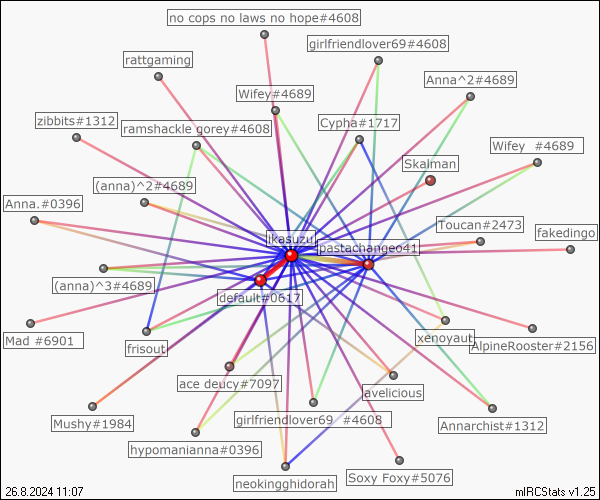 no cops no laws no hope#4608
girlfriendlover69#4608
rattgaming
Anna^2#4689
Wifey#4689
zibbits#1312
ramshackle gorey#4608
Cypha#1717
Wifey #4689
Skalman
(anna)^2#4689
Anna.#0396
Toucan#2473
fakedingo
ikasuzu
pastachangeo41
(anna)^3#4689
default#0617
Mad #6901
frisout
xenoyaut
AlpineRooster#2156
ace deucy#7097
avelicious
Mushy#1984
girlfriendlover69 #4608
Annarchist#1312
hypomanianna#0396
neokingghidorah
Soxy Foxy#5076
26.8.2024 11:07
mIRCStats v1.25